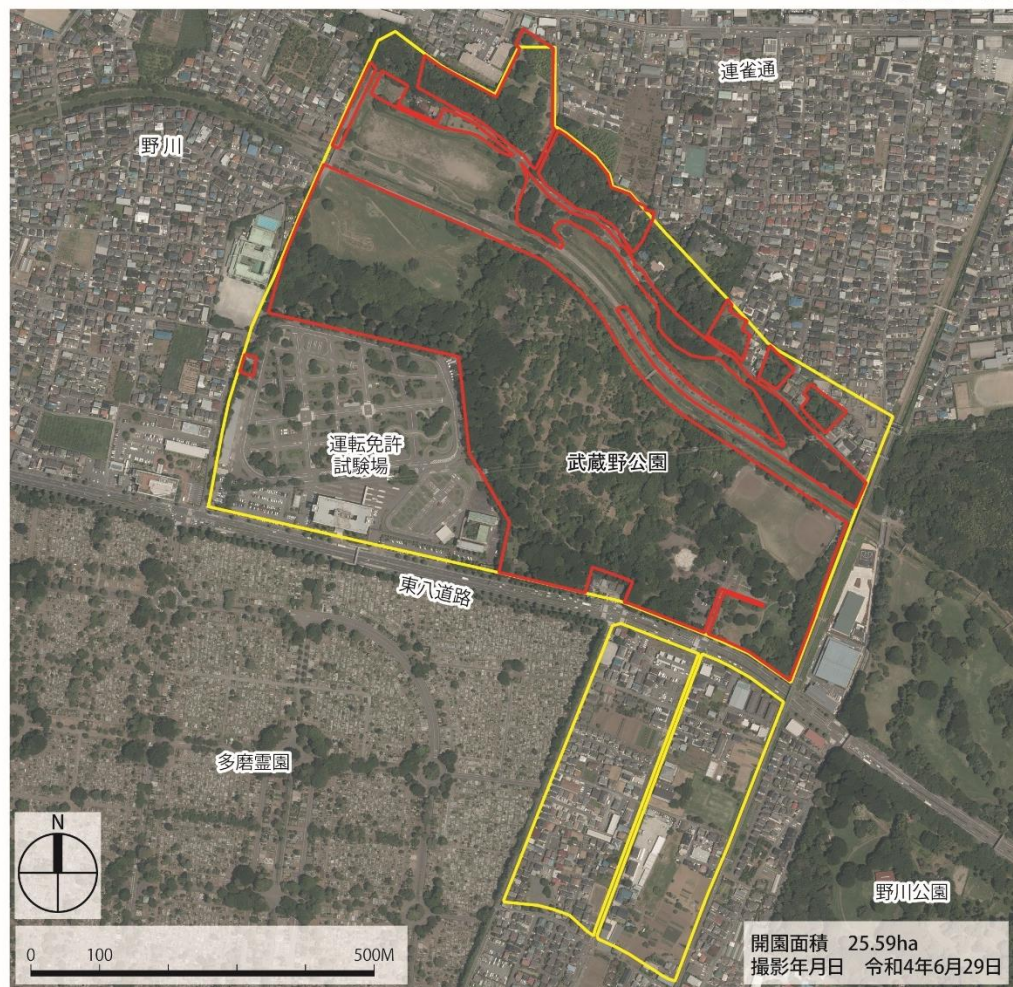 連雀通
野川
運転免許
試験場
武蔵野公園
東八道路
多磨霊園
野川公園
N
0 100 500M
開園面積 25.59ha
撮影年月日 令和4年6月29日